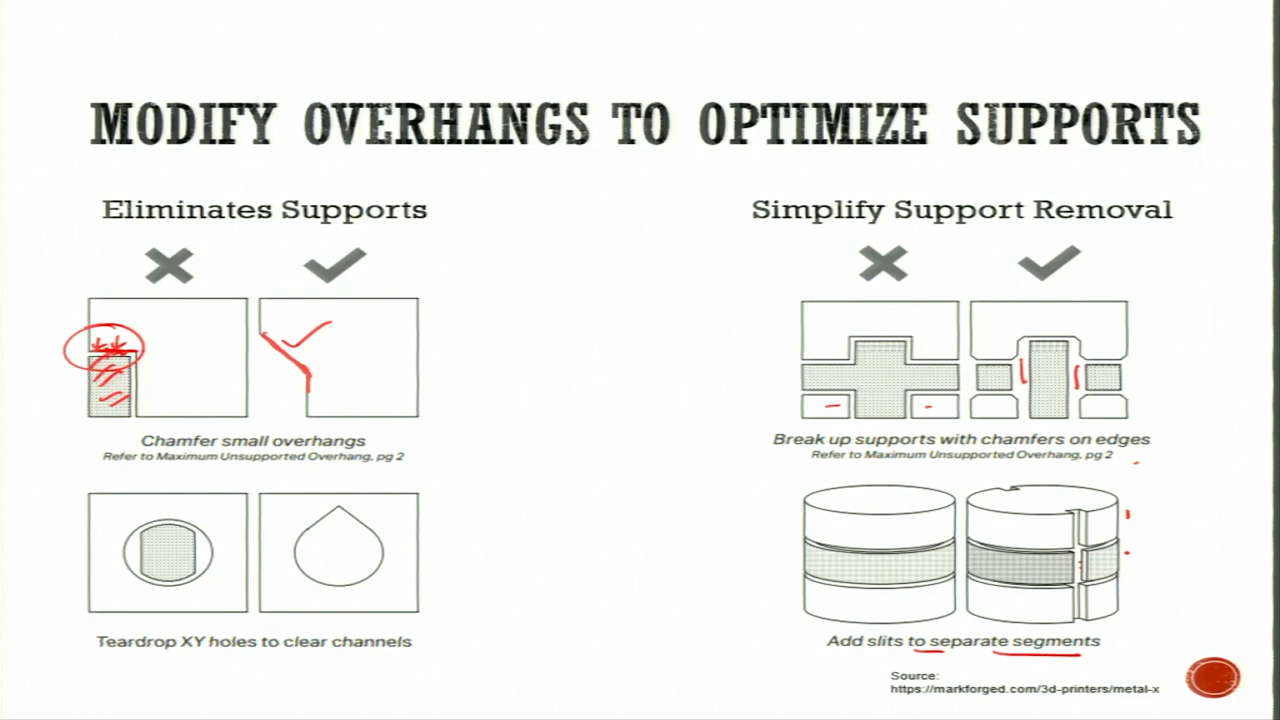 MODIFY OVERHANGS TO OPTIMIZE SUPPORTS
Eliminates Supports
Chamfer small overhangs
Refer to Maximum Unsupported Overhang, pg 2
Teardrop XY holes to clear channels
Simplify Support Removal
Break up supports with chamfers on edges
Refer to Maximum Unsupported Overhang, pg 2
Add slits to separate segments
Source:
https://markforged.com/3d-printers/metal-x